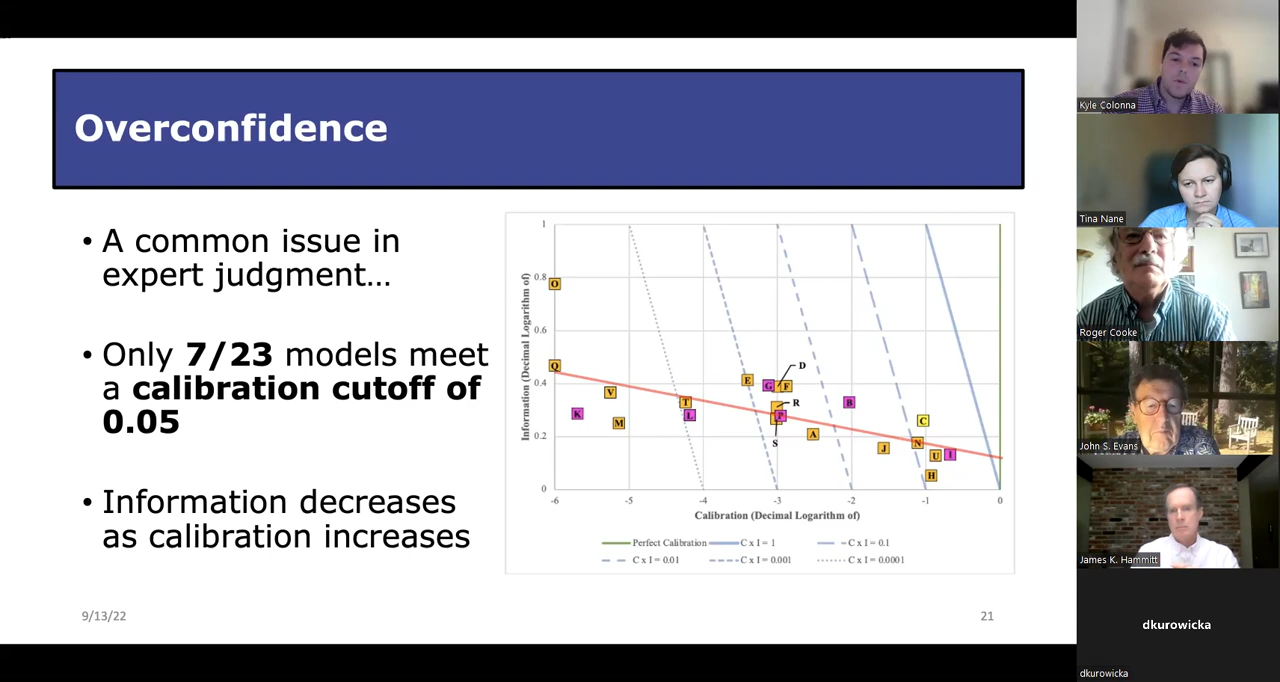 Overconfidence
• A common issue in
expert judgment...
• Only 7/23 models meet
a calibration cutoff of
0.05
• Information decreases
as calibration increases
Information (Decimal Logarithm of)
1
0.8
0.6
0.4
0.2
0
-6
-5
-4
-3
-2
-1
0
Calibration (Decimal Logarithm of)
O
Q
V
K
M
T
L
E
G
D
F
R
P
S
A
B
J
C
N
U
I
H
Perfect Calibration
C x I = 1
C x I = 0.1
C x I = 0.01
C x I = 0.001
C x I = 0.0001
9/13/22
21
Kyle Colonna
Tina Nane
Roger Cooke
John S. Evans
James K. Hammitt
dkurowicka
dkurowicka